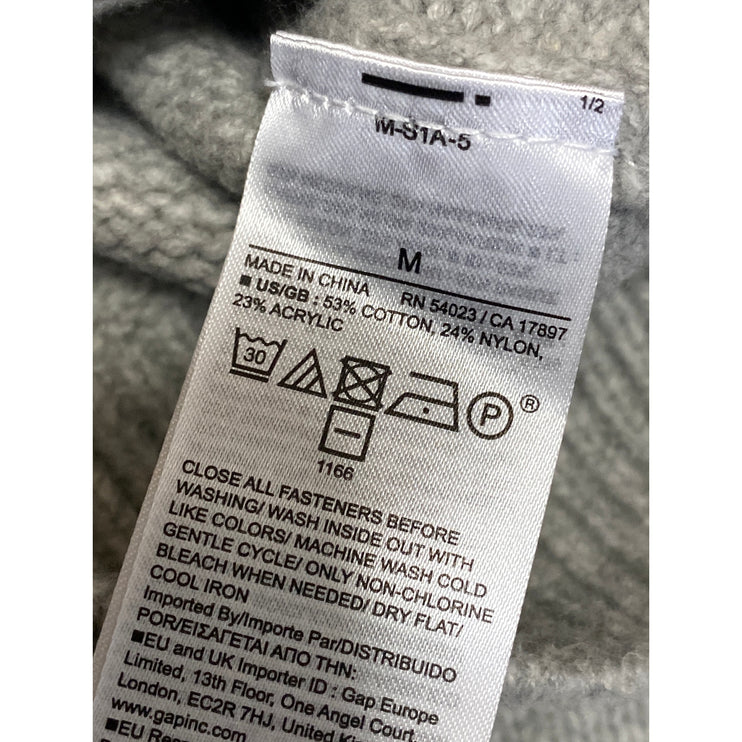 1/2
M-S1A-5
M
MADE IN CHINA RN 54023 / CA 17897
■ US/GB : 53% COTTON, 24% NYLON,
23% ACRYLIC
30 P ®
1166
CLOSE ALL FASTENERS BEFORE
WASHING/ WASH INSIDE OUT WITH
LIKE COLORS/ MACHINE WASH COLD
GENTLE CYCLE/ ONLY NON-CHLORINE
BLEACH WHEN NEEDED/ DRY FLAT/
COOL IRON
Imported By/Importe Par/DISTRIBUIDO
POR/ΕΙΣΑΓΕΤΑΙ ΑΠΟ ΤΗΝ:
■EU and UK Importer ID : Gap Europe
Limited, 13th Floor, One Angel Court,
London, EC2R 7HJ, United
www.gapinc.com
■EU